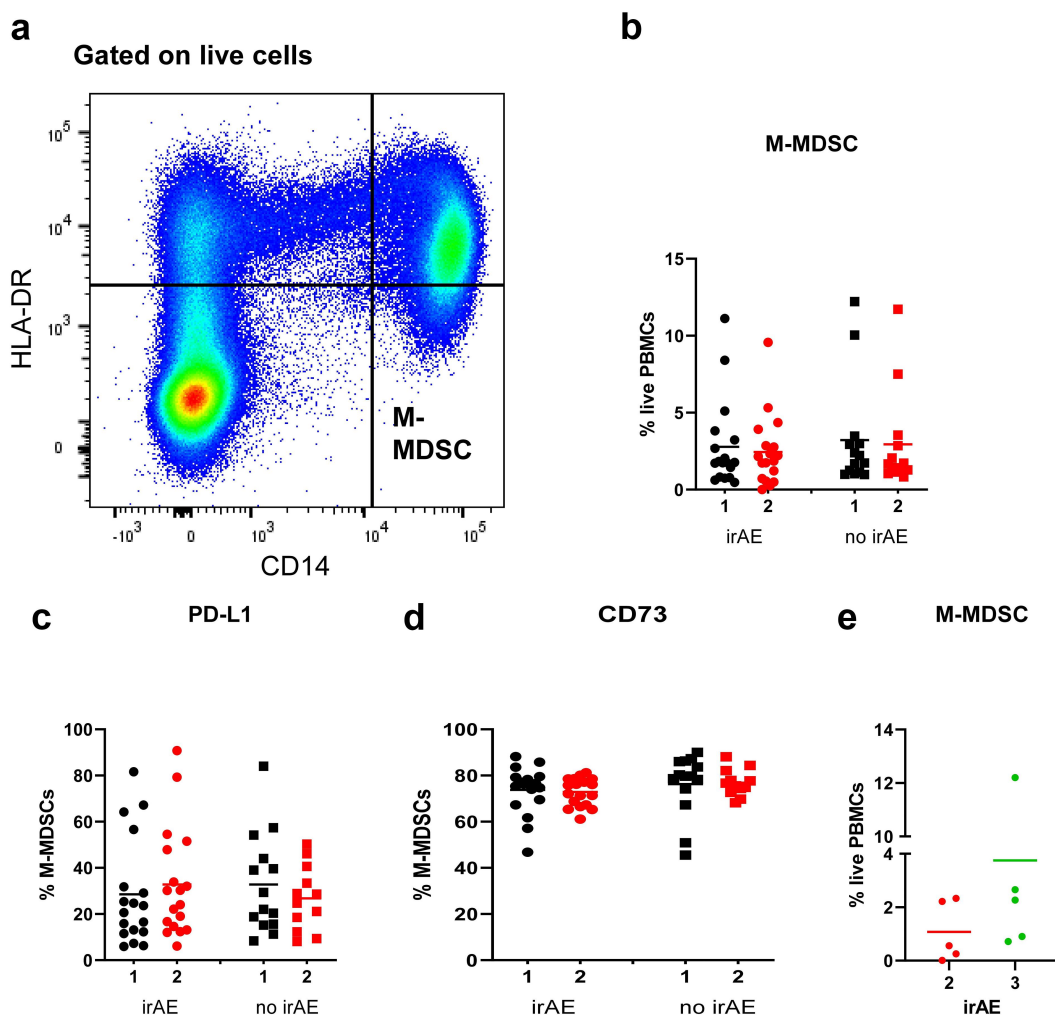 a
Gated on live cells
HLA-DR
10^5
10^4
10^3
0
M-
MDSC
-10^3
0
10^3
10^4
10^5
CD14
b
M-MDSC
% live PBMCs
15
10
5
0
1 2 1 2
irAE no irAE
c
PD-L1
% M-MDSCs
100
80
60
40
20
0
1 2 1 2
irAE no irAE
d
CD73
% M-MDSCs
100
80
60
40
20
0
1 2 1 2
irAE no irAE
e
M-MDSC
% live PBMCs
14
12
10
4
2
0
2 3
irAE